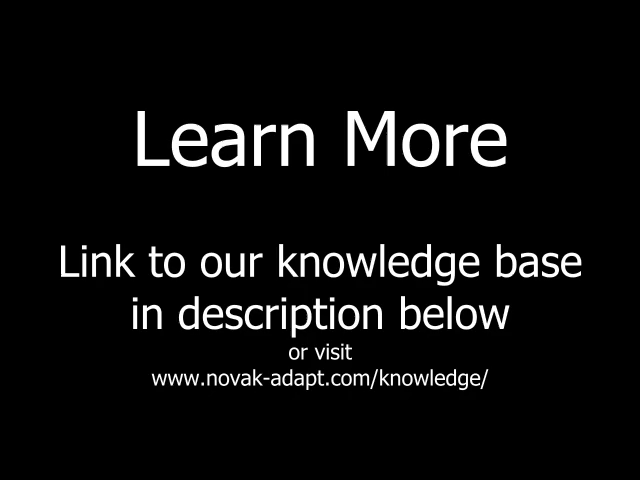 Learn More
Link to our knowledge base
in description below
or visit
www.novak-adapt.com/knowledge/